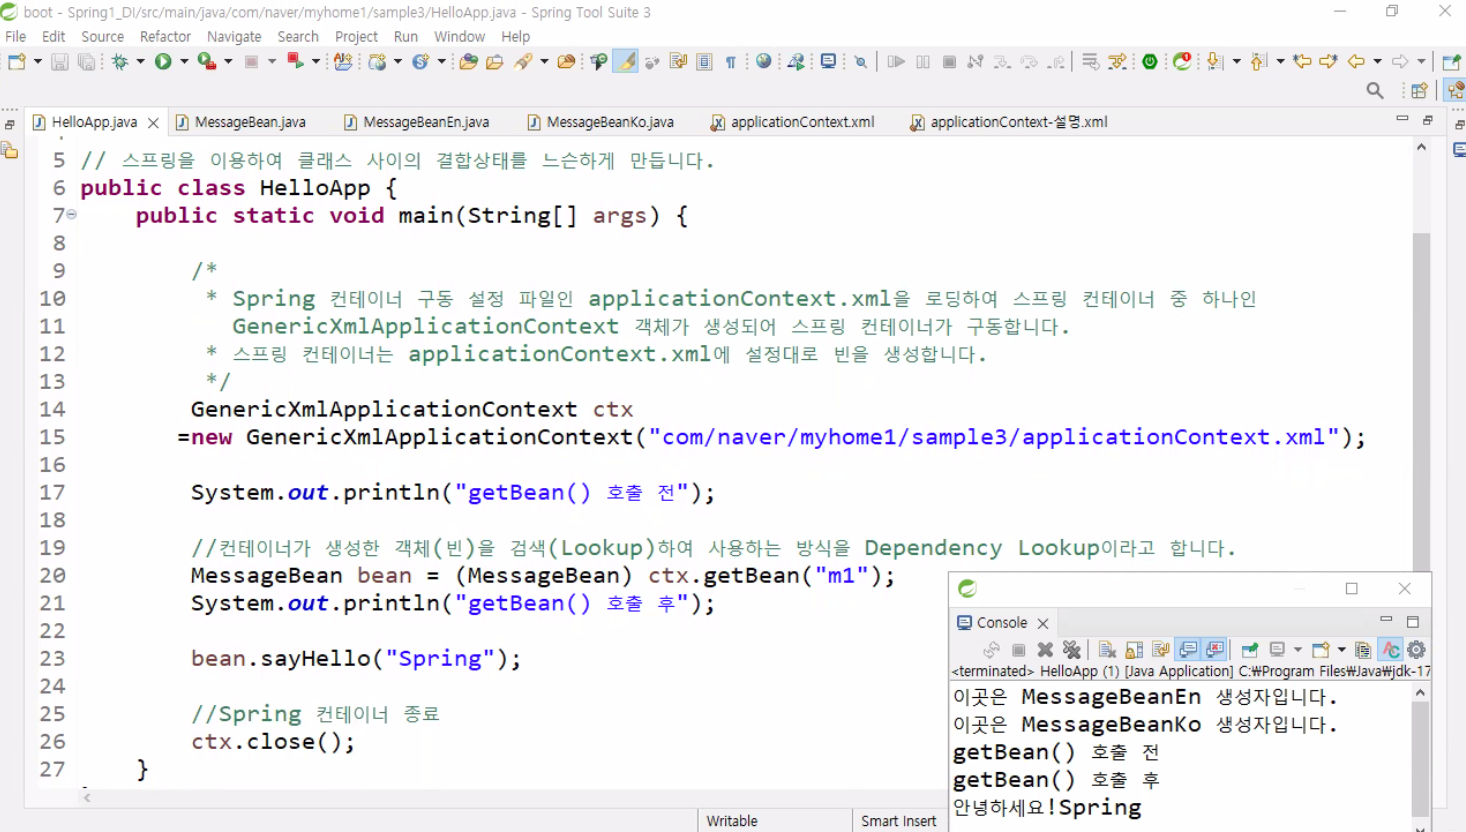 boot - Spring1_DI/src/main/java/com/naver/myhome1/sample3/HelloApp.java - Spring Tool Suite 3
File Edit Source Refactor Navigate Search Project Run Window Help
HelloApp.java MessageBean.java MessageBeanEn.java MessageBeanKo.java applicationContext.xml applicationContext-설명.xml
5 // 스프링을 이용하여 클래스 사이의 결합상태를 느슨하게 만듭니다.
6 public class HelloApp {
7 public static void main(String[] args) {
8
9 /*
10 * Spring 컨테이너 구동 설정 파일인 applicationContext.xml을 로딩하여 스프링 컨테이너 중 하나인
11 GenericXmlApplicationContext 객체가 생성되어 스프링 컨테이너가 구동합니다.
12 * 스프링 컨테이너는 applicationContext.xml에 설정대로 빈을 생성합니다.
13 */
14 GenericXmlApplicationContext ctx
15 =new GenericXmlApplicationContext("com/naver/myhome1/sample3/applicationContext.xml");
16
17 System.out.println("getBean() 호출 전");
18
19 //컨테이너가 생성한 객체(빈)을 검색(Lookup)하여 사용하는 방식을 Dependency Lookup이라고 합니다.
20 MessageBean bean = (MessageBean) ctx.getBean("m1");
21 System.out.println("getBean() 호출 후");
22
23 bean.sayHello("Spring");
24
25 //Spring 컨테이너 종료
26 ctx.close();
27 }
Console
<terminated> HelloApp (1) [Java Application] C:₩Program Files₩Java₩jdk-17
이곳은 MessageBeanEn 생성자입니다.
이곳은 MessageBeanKo 생성자입니다.
getBean() 호출 전
getBean() 호출 후
안녕하세요!Spring
Writable Smart Insert